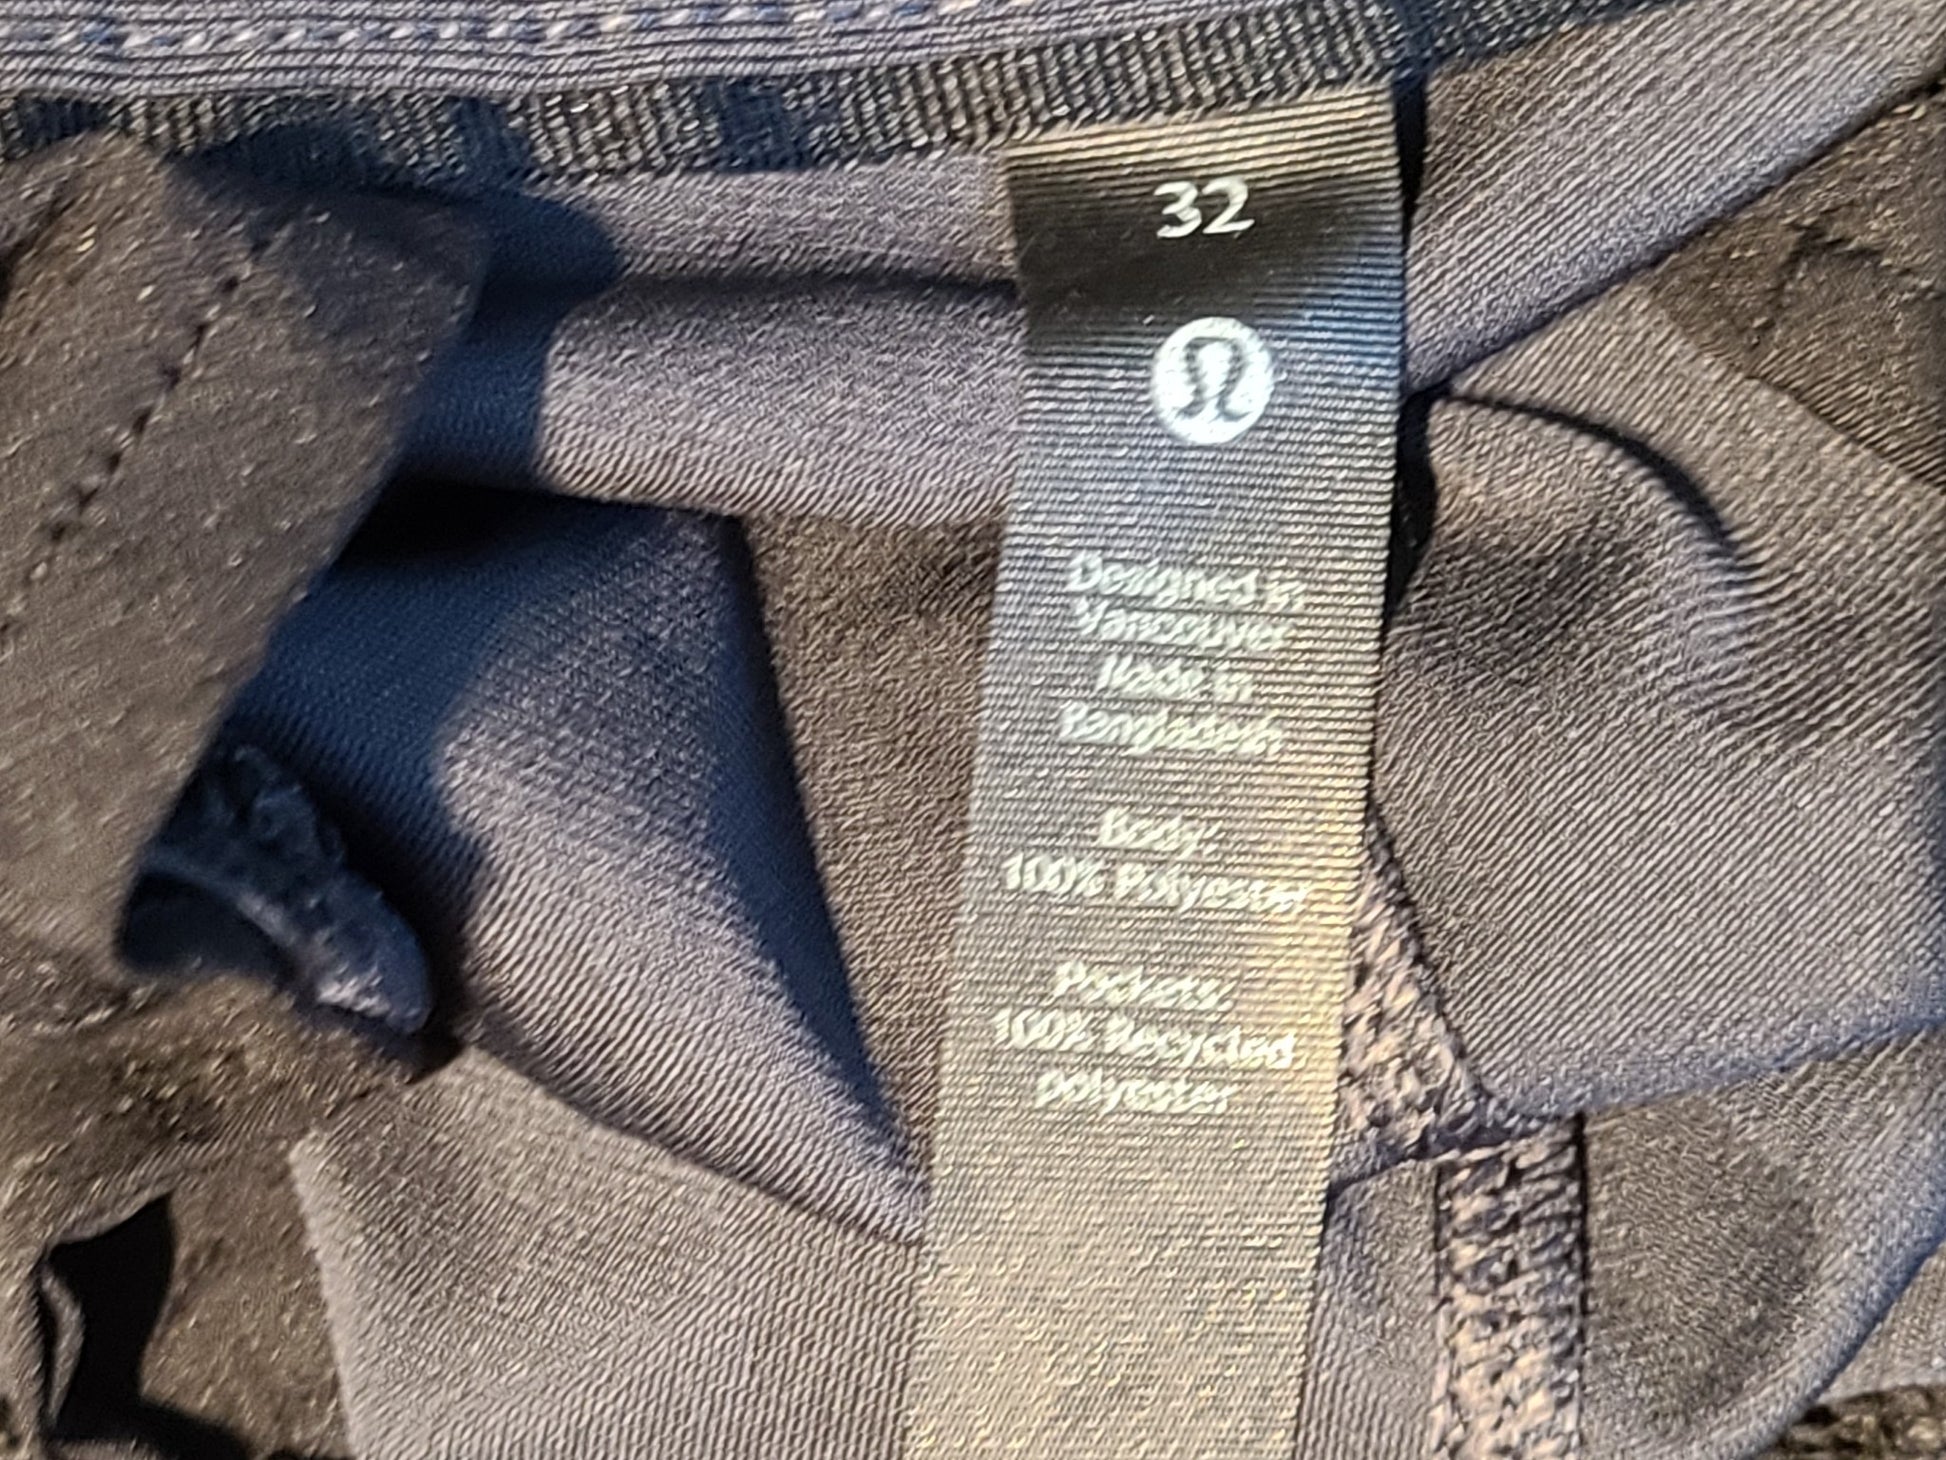 32
Designed in
Vancouver
Made in
Bangladesh
Body:
100% Polyester
Pockets:
100% Recycled
polyester